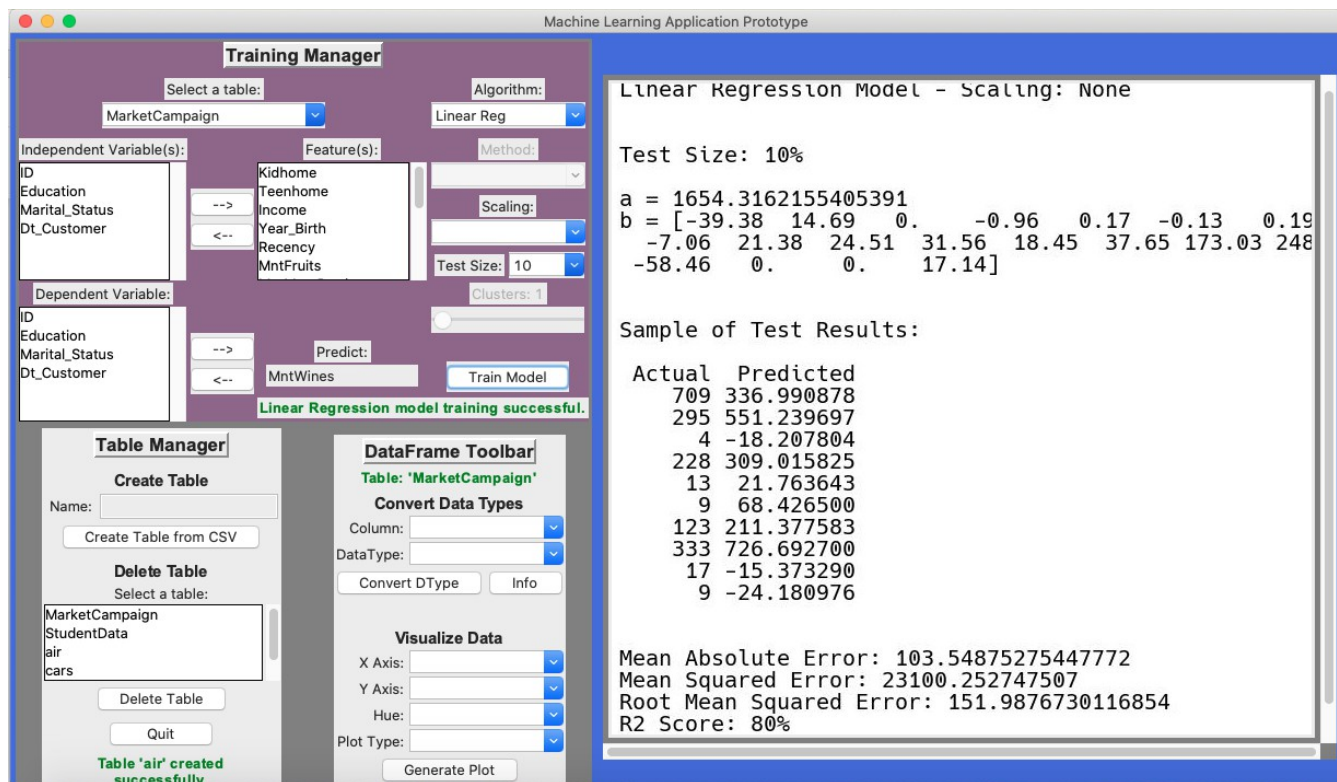 Machine Learning Application Prototype
Training Manager
Select a table:
Algorithm:
MarketCampaign
Linear Reg
Independent Variable(s):
Feature(s):
Method:
ID
Education
Marital_Status
Dt_Customer
-->
<--
Kidhome
Teenhome
Income
Year_Birth
Recency
MntFruits
Scaling:
Test Size: 10
Clusters: 1
Dependent Variable:
ID
Education
Marital_Status
Dt_Customer
-->
<--
Predict:
MntWines
Train Model
Linear Regression model training successful.
Table Manager
Create Table
Name:
Create Table from CSV
Delete Table
Select a table:
MarketCampaign
StudentData
air
cars
Delete Table
Quit
Table 'air' created
successfully
DataFrame Toolbar
Table: 'MarketCampaign'
Convert Data Types
Column:
DataType:
Convert DType Info
Visualize Data
X Axis:
Y Axis:
Hue:
Plot Type:
Generate Plot
Linear Regression Model - Scaling: None
Test Size: 10%
a = 1654.3162155405391
b = [-39.38 14.69 0. -0.96 0.17 -0.13 0.19
-7.06 21.38 24.51 31.56 18.45 37.65 173.03 248
-58.46 0. 0. 17.14]
Sample of Test Results:
Actual Predicted
709 336.990878
295 551.239697
4 -18.207804
228 309.015825
13 21.763643
9 68.426500
123 211.377583
333 726.692700
17 -15.373290
9 -24.180976
Mean Absolute Error: 103.54875275447772
Mean Squared Error: 23100.252747507
Root Mean Squared Error: 151.9876730116854
R2 Score: 80%